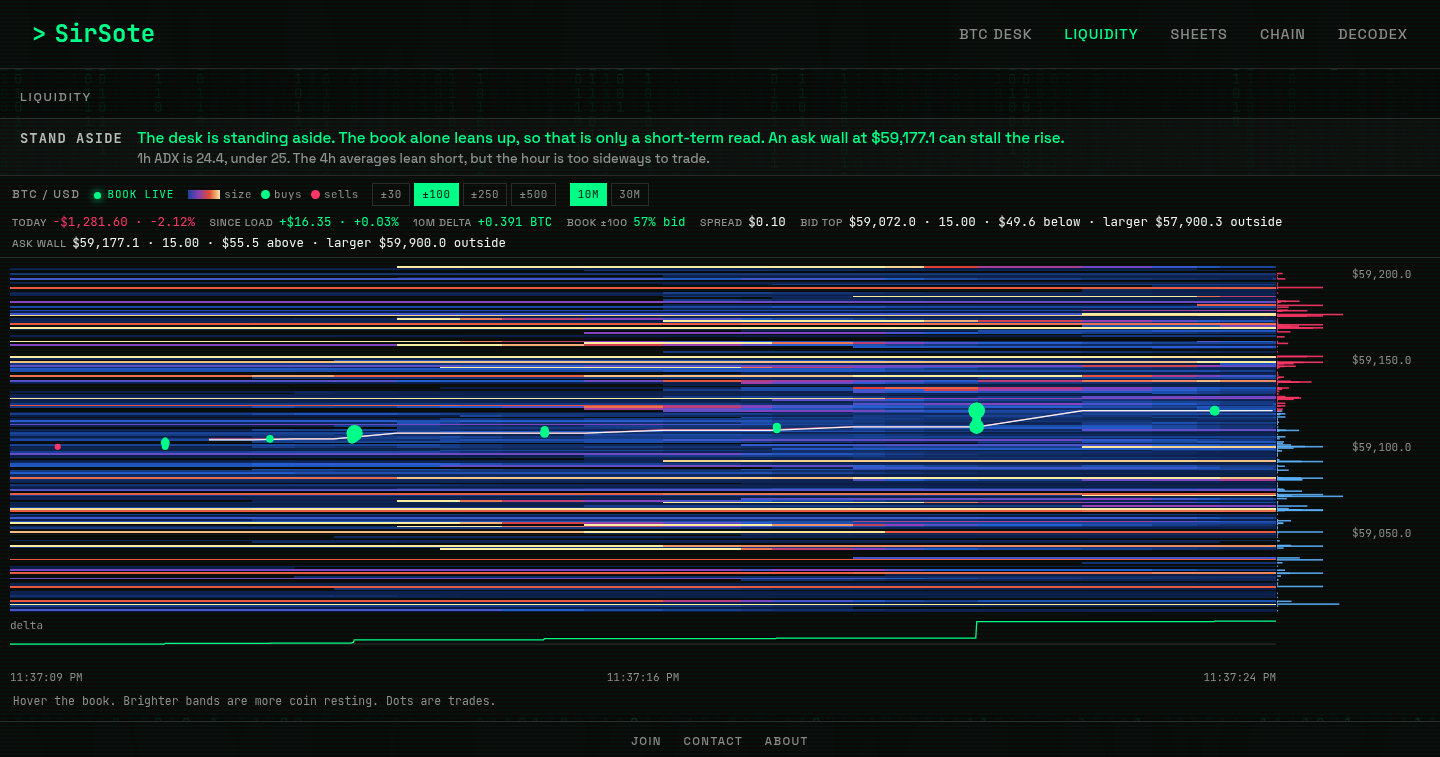 > SirSote
BTC DESK LIQUIDITY SHEETS CHAIN DECODEX
LIQUIDITY
STAND ASIDE The desk is standing aside. The book alone leans up, so that is only a short-term read. An ask wall at $59,177.1 can stall the rise.
1h ADX is 24.4, under 25. The 4h averages lean short, but the hour is too sideways to trade.
BTC / USD BOOK LIVE size buys sells ±30 ±100 ±250 ±500 10M 30M
TODAY -$1,281.60 · -2.12% SINCE LOAD +$16.35 · +0.03% 10M DELTA +0.391 BTC BOOK ±100 57% bid SPREAD $0.10 BID TOP $59,072.0 · 15.00 · $49.6 below · larger $57,900.3 outside
ASK WALL $59,177.1 · 15.00 · $55.5 above · larger $59,900.0 outside
$59,200.0
$59,150.0
$59,100.0
$59,050.0
delta
11:37:09 PM 11:37:16 PM 11:37:24 PM
Hover the book. Brighter bands are more coin resting. Dots are trades.
JOIN CONTACT ABOUT